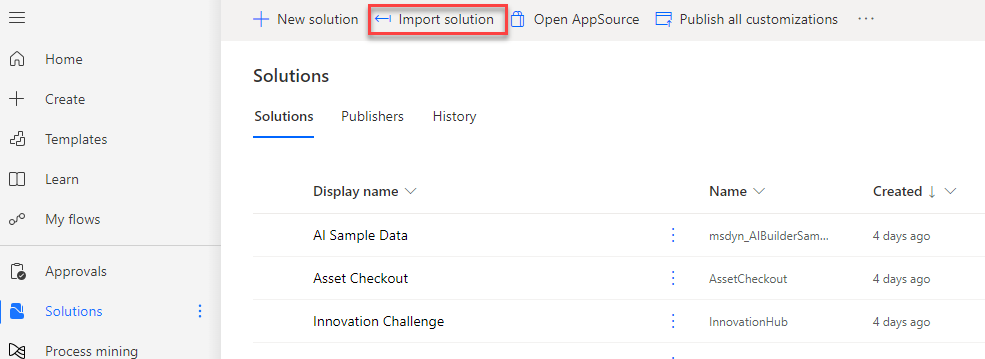 New solution Import solution Open AppSource Publish all customizations ...
Home
Create
Templates
Learn
My flows
Approvals
Solutions
Process mining
Solutions
Solutions Publishers History
Display name Name Created
AI Sample Data msdyn_AIBuilderSam... 4 days ago
Asset Checkout AssetCheckout 4 days ago
Innovation Challenge InnovationHub 4 days ago